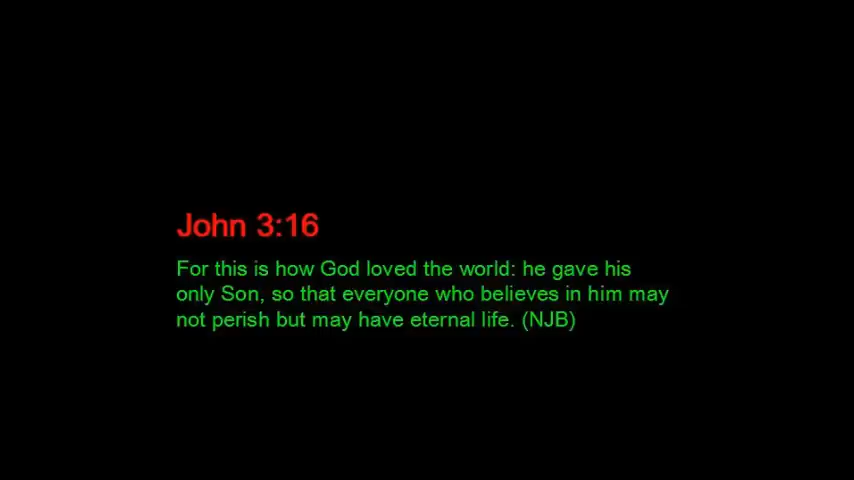 John 3:16
For this is how God loved the world: he gave his
only Son, so that everyone who believes in him may
not perish but may have eternal life. (NJB)